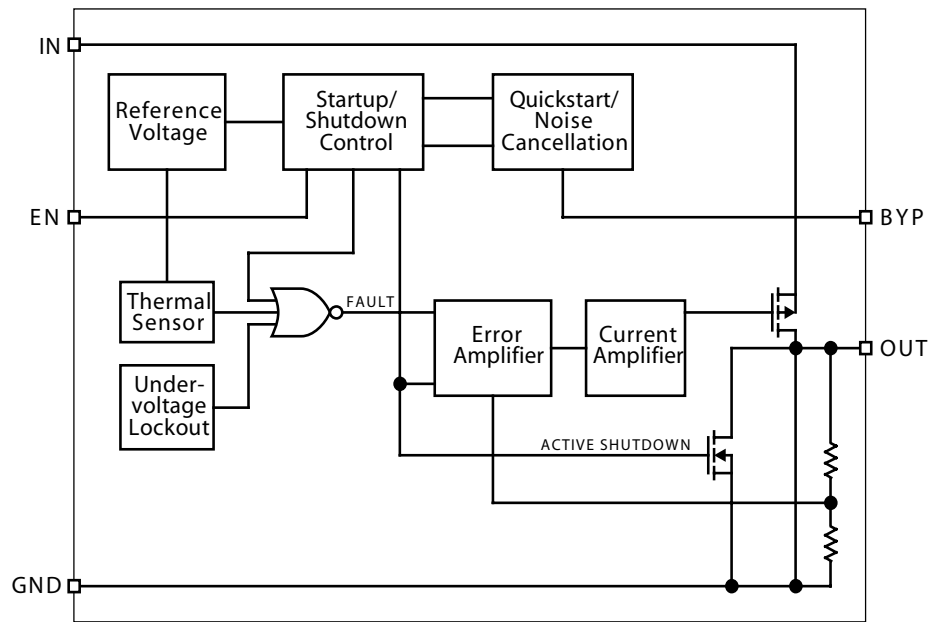 IN
Reference
Voltage
Startup/
Shutdown
Control
Quickstart/
Noise
Cancellation
EN
BYP
Thermal
Sensor
FAULT
Error
Amplifier
Current
Amplifier
OUT
Under-
voltage
Lockout
ACTIVE SHUTDOWN
GND